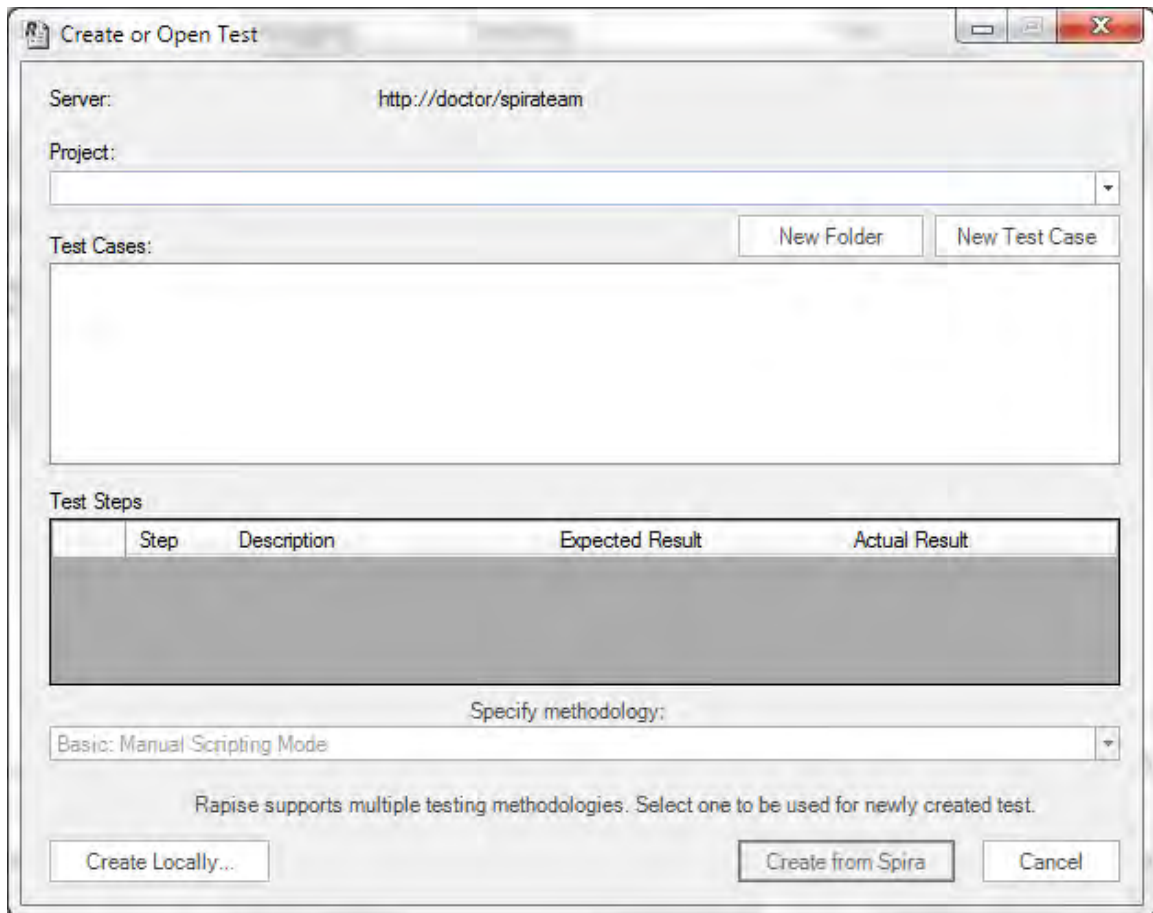 Create or Open Test
Server: http://doctor/spirateam
Project:
New Folder New Test Case
Test Cases:
Test Steps
Step Description Expected Result Actual Result
Specify methodology:
Basic: Manual Scripting Mode
Rapise supports multiple testing methodologies. Select one to be used for newly created test.
Create Locally... Create from Spira Cancel